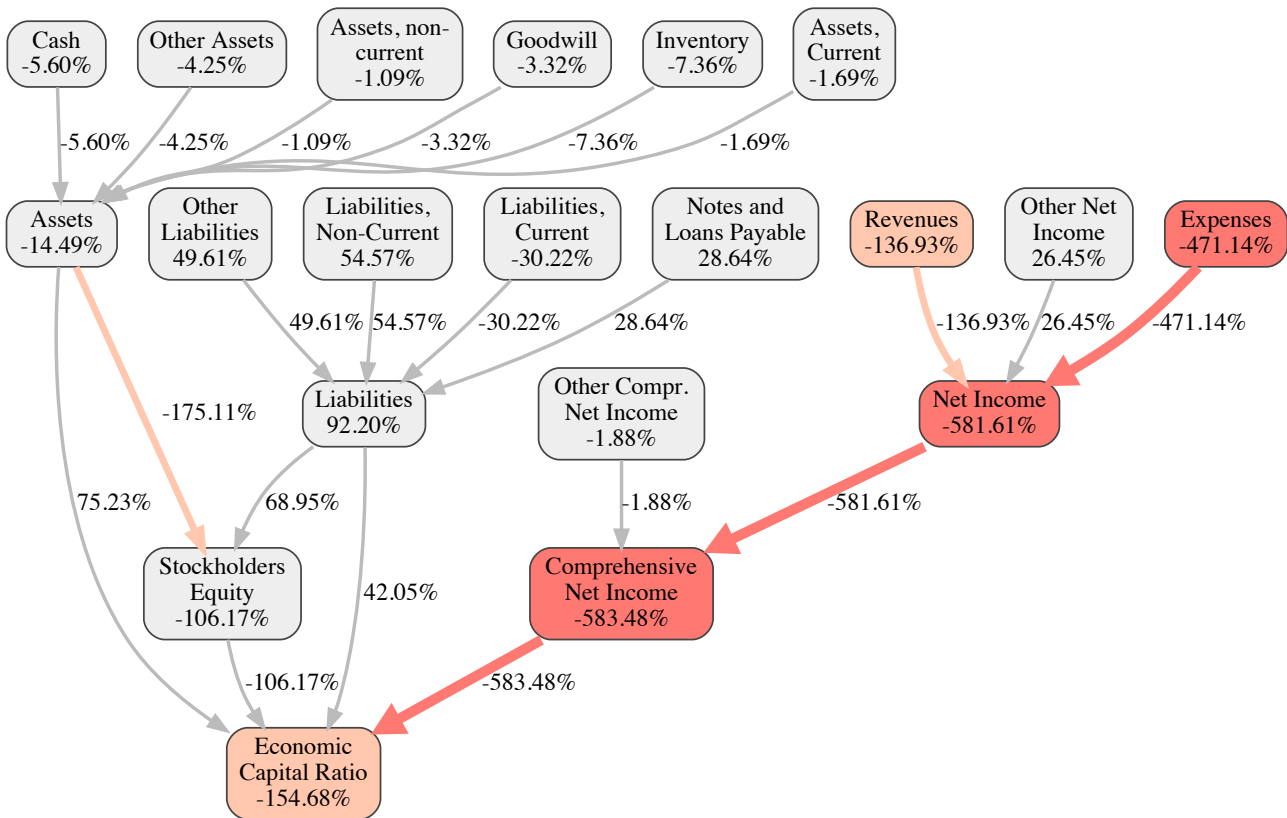 Cash
-5.60%
Other Assets
-4.25%
Assets, non-
current
-1.09%
Goodwill
-3.32%
Inventory
-7.36%
Assets,
Current
-1.69%
-5.60%
-4.25%
-1.09%
-3.32%
-7.36%
-1.69%
Assets
-14.49%
Other
Liabilities
49.61%
Liabilities,
Non-Current
54.57%
Liabilities,
Current
-30.22%
Notes and
Loans Payable
28.64%
Revenues
-136.93%
Other Net
Income
26.45%
Expenses
-471.14%
49.61%
54.57%
-30.22%
28.64%
-136.93%
26.45%
-471.14%
-175.11%
Liabilities
92.20%
Other Compr.
Net Income
-1.88%
Net Income
-581.61%
75.23%
68.95%
-1.88%
-581.61%
Stockholders
Equity
-106.17%
42.05%
Comprehensive
Net Income
-583.48%
-106.17%
-583.48%
Economic
Capital Ratio
-154.68%